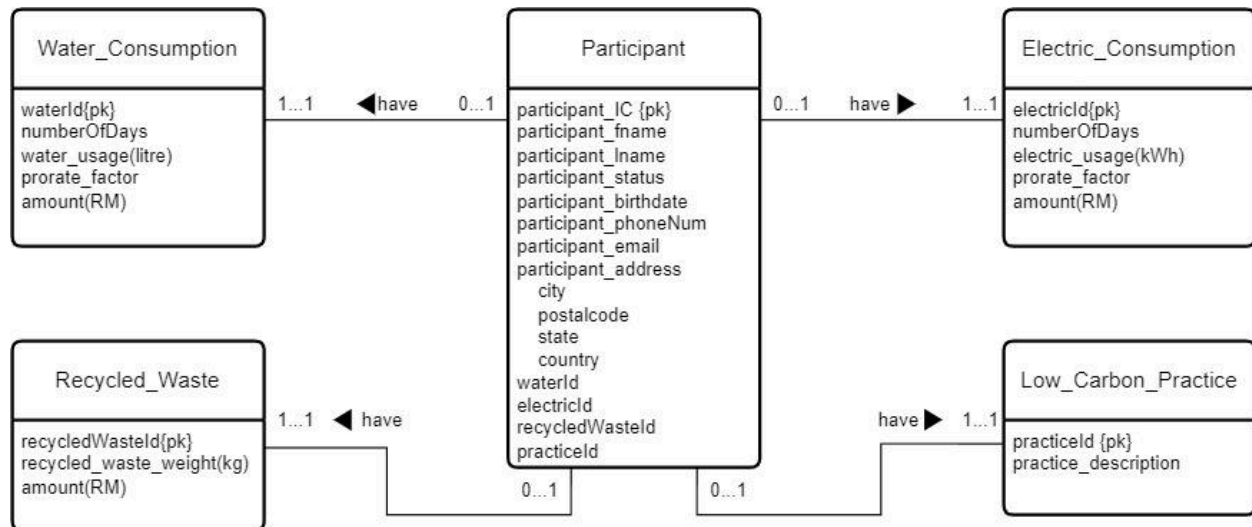 Water_Consumption
waterId{pk}
numberOfDays
water_usage(litre)
prorate_factor
amount(RM)
1...1
have
0...1
Participant
participant_IC {pk}
participant_fname
participant_lname
participant_status
participant_birthdate
participant_phoneNum
participant_email
participant_address
city
postalcode
state
country
waterId
electricId
recycledWasteId
practiceId
0...1
have
1...1
Electric_Consumption
electricId{pk}
numberOfDays
electric_usage(kWh)
prorate_factor
amount(RM)
Recycled_Waste
recycledWasteId{pk}
recycled_waste_weight(kg)
amount(RM)
1...1
have
0...1
0...1
have
1...1
Low_Carbon_Practice
practiceId {pk}
practice_description